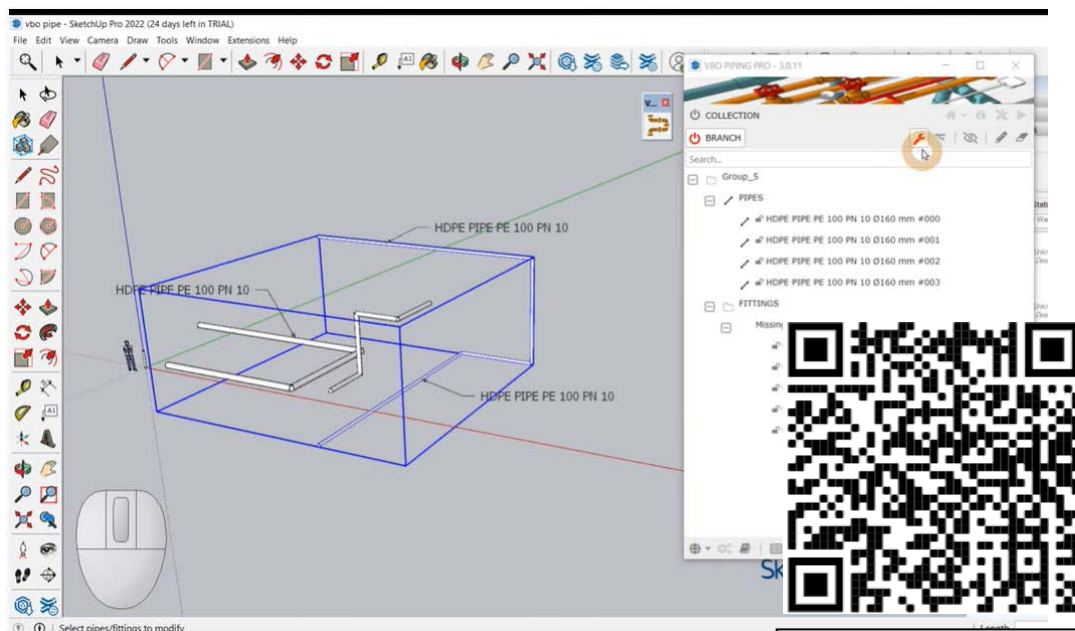 vbo pipe - SketchUp Pro 2022 (24 days left in TRIAL)
File Edit View Camera Draw Tools Window Extensions Help
VBO PIPING PRO - 3.0.11
V...
COLLECTION
BRANCH
Search...
Group_5
PIPES
HDPE PIPE PE 100 PN 10 Ø160 mm #000
HDPE PIPE PE 100 PN 10 Ø160 mm #001
HDPE PIPE PE 100 PN 10 Ø160 mm #002
HDPE PIPE PE 100 PN 10 Ø160 mm #003
FITTINGS
Missing
HDPE PIPE PE 100 PN 10
HDPE PIPE PE 100 PN 10
HDPE PIPE PE 100 PN 10
Sk
Select pipes/fittings to modify
Length